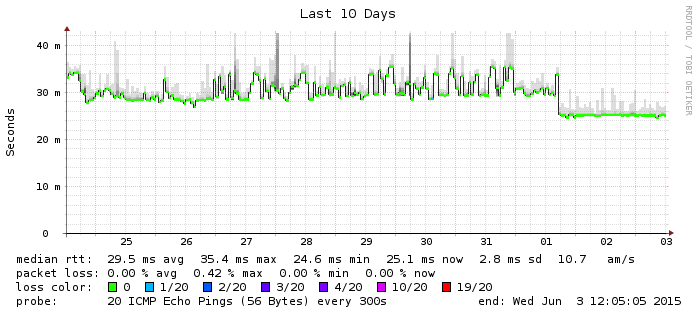 Last 10 Days
RRDTOOL / TOBI OETIKER
Seconds
40 m
30 m
20 m
10 m
0
25 26 27 28 29 30 31 01 02 03
median rtt: 29.5 ms avg 35.4 ms max 24.6 ms min 25.1 ms now 2.8 ms sd 10.7 am/s
packet loss: 0.00 % avg 0.42 % max 0.00 % min 0.00 % now
loss color: 0 1/20 2/20 3/20 4/20 10/20 19/20
probe: 20 ICMP Echo Pings (56 Bytes) every 300s end: Wed Jun 3 12:05:05 2015